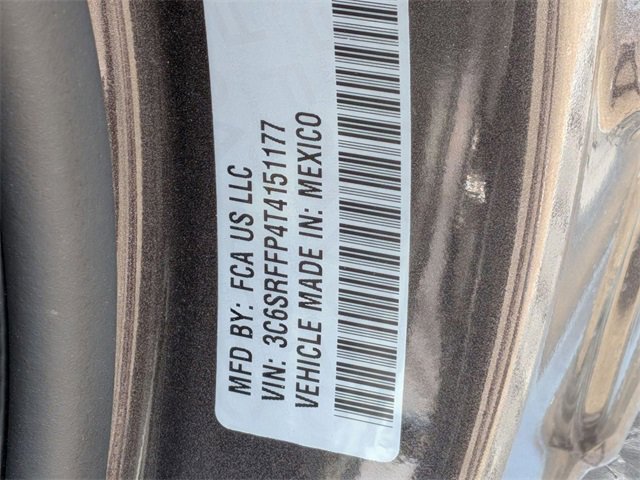 MFD BY: FCA US LLC
VIN: 3C6SRFFP4T4151177
VEHICLE MADE IN: MEXICO